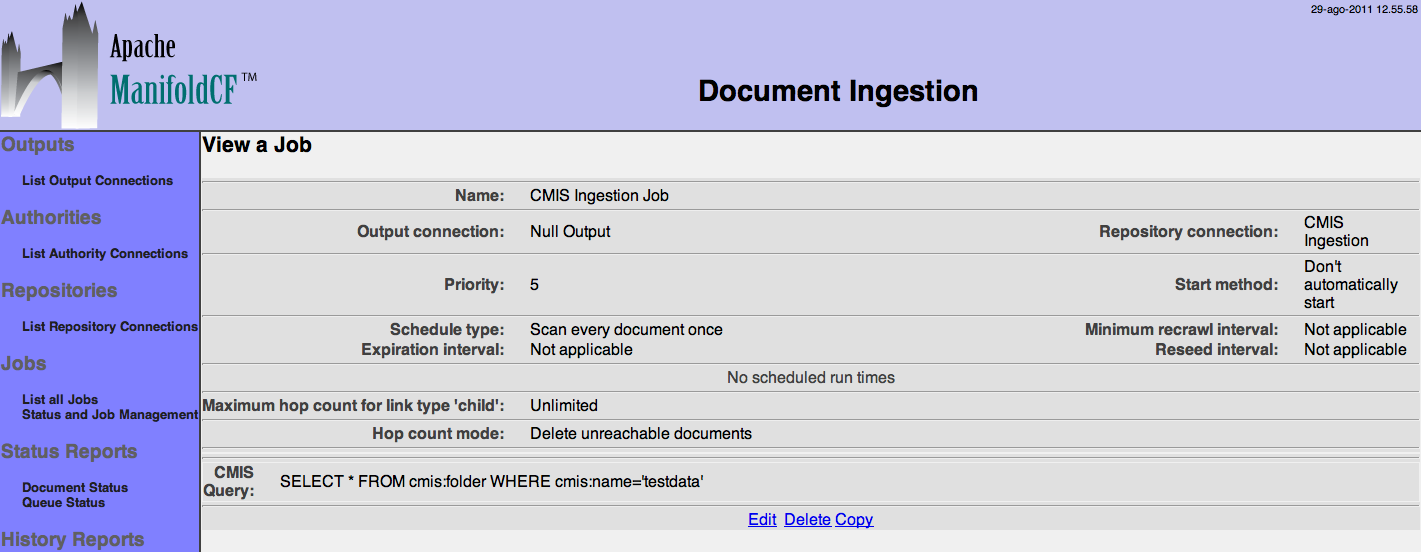 29-ago-2011 12.55.58
Apache
ManifoldCF™
Document Ingestion
Outputs
List Output Connections
Authorities
List Authority Connections
Repositories
List Repository Connections
Jobs
List all Jobs
Status and Job Management
Status Reports
Document Status
Queue Status
History Reports
View a Job
Name: CMIS Ingestion Job
Output connection: Null Output Repository connection: CMIS
Ingestion
Priority: 5 Start method: Don't
automatically
start
Schedule type: Scan every document once Minimum recrawl interval: Not applicable
Expiration interval: Not applicable Reseed interval: Not applicable
No scheduled run times
Maximum hop count for link type 'child': Unlimited
Hop count mode: Delete unreachable documents
CMIS
Query: SELECT * FROM cmis:folder WHERE cmis:name='testdata'
Edit Delete Copy